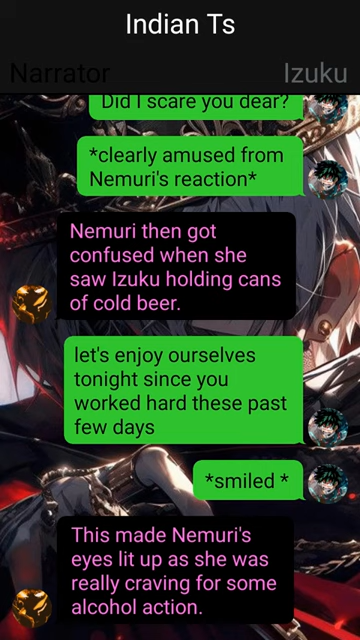 Indian Ts
Narrator
Izuku
Did I scare you dear?
*clearly amused from
Nemuri's reaction*
Nemuri then got
confused when she
saw Izuku holding cans
of cold beer.
let's enjoy ourselves
tonight since you
worked hard these past
few days
*smiled *
This made Nemuri's
eyes lit up as she was
really craving for some
alcohol action.